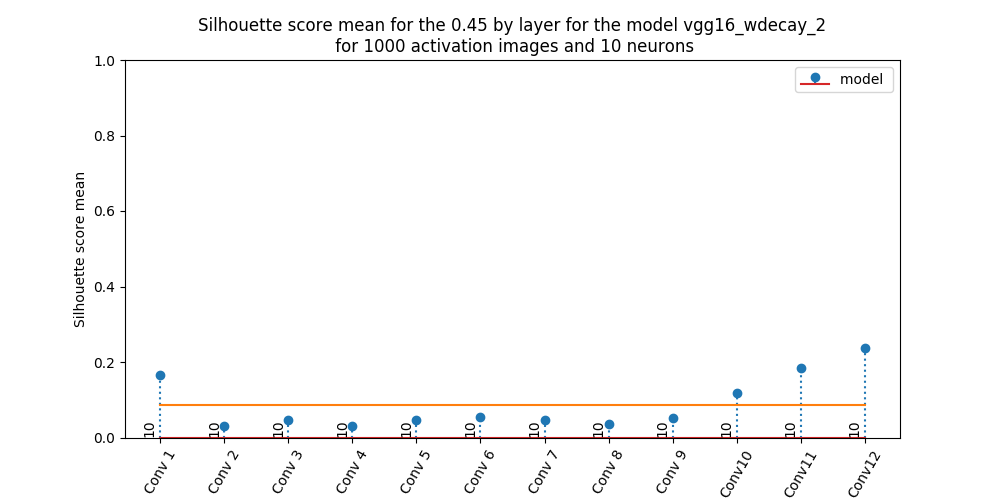 Silhouette score mean for the 0.45 by layer for the model vgg16_wdecay_2
for 1000 activation images and 10 neurons
model
Silhouette score mean
1.0
0.8
0.6
0.4
0.2
0.0
10 10 10 10 10 10 10 10 10 10 10 10
Conv 1 Conv 2 Conv 3 Conv 4 Conv 5 Conv 6 Conv 7 Conv 8 Conv 9 Conv10 Conv11 Conv12